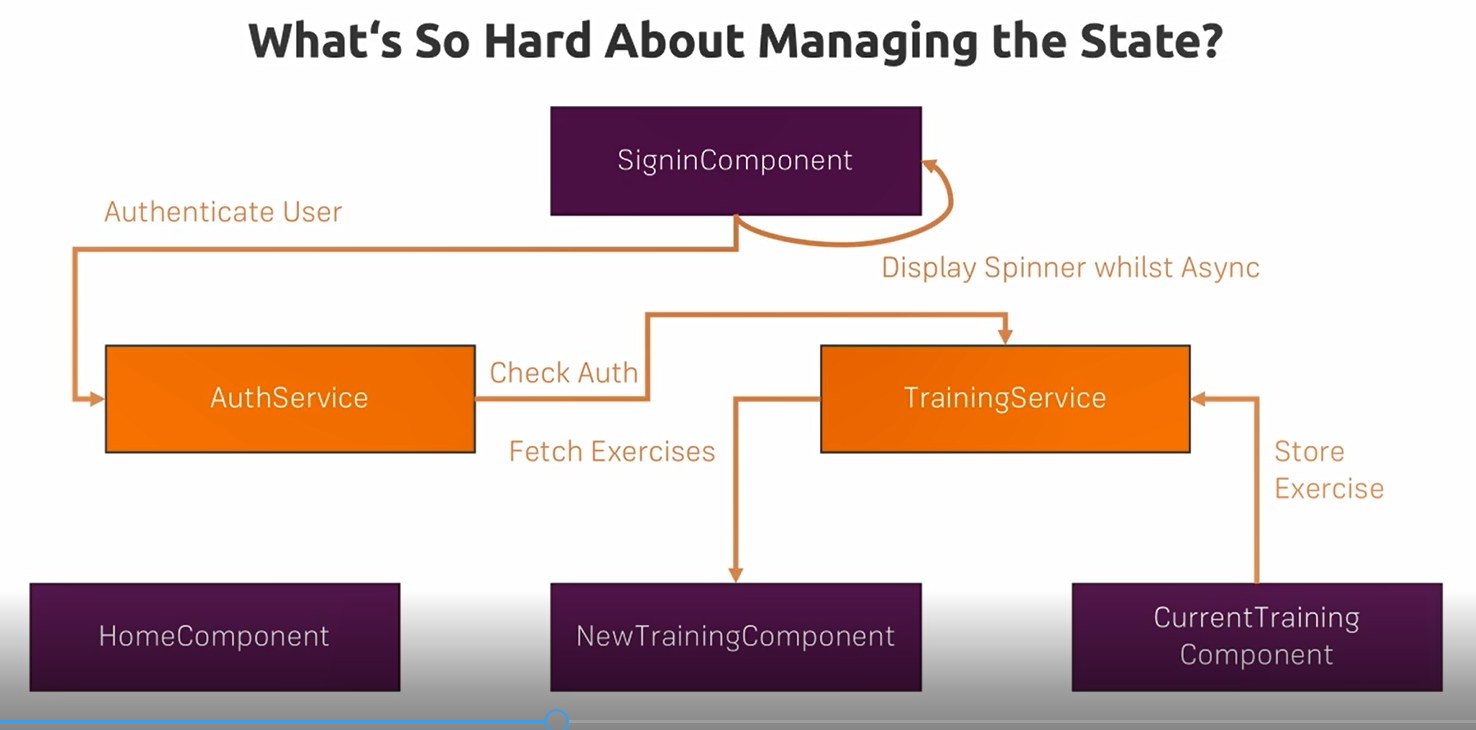 What‘s So Hard About Managing the State?
SigninComponent
Authenticate User
Display Spinner whilst Async
Check Auth
AuthService
TrainingService
Fetch Exercises
Store
Exercise
HomeComponent
NewTrainingComponent
CurrentTraining
Component